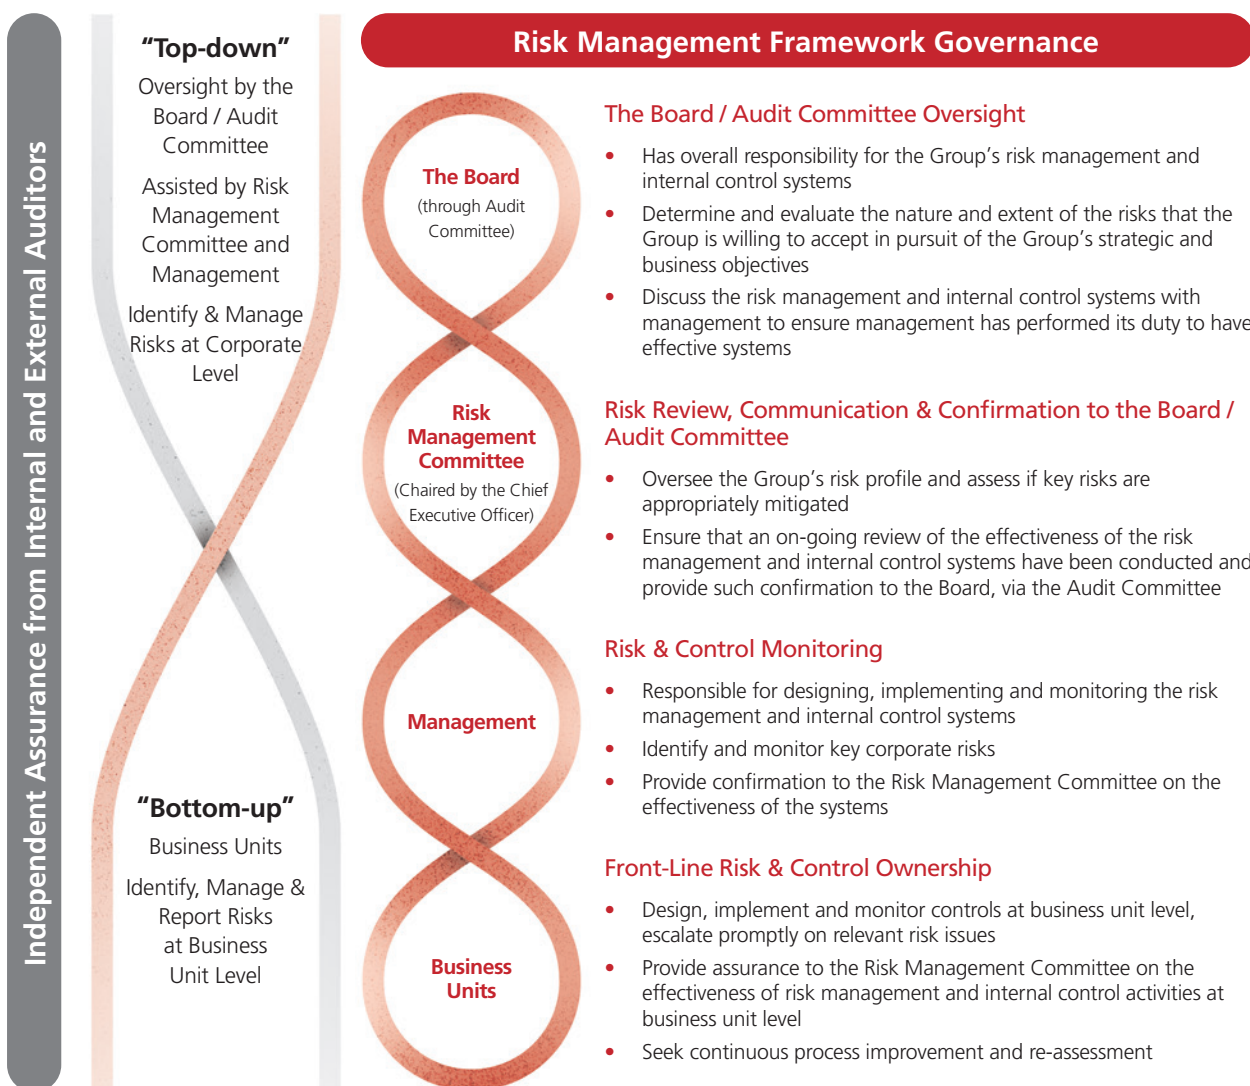 Independent Assurance from Internal and External Auditors
“Top-down”
Oversight by the
Board / Audit
Committee
Assisted by Risk
Management
Committee and
Management
Identify & Manage
Risks at Corporate
Level
“Bottom-up”
Business Units
Identify, Manage &
Report Risks
at Business
Unit Level
Risk Management Framework Governance
The Board
(through Audit
Committee)
The Board / Audit Committee Oversight
• Has overall responsibility for the Group’s risk management and
internal control systems
• Determine and evaluate the nature and extent of the risks that the
Group is willing to accept in pursuit of the Group’s strategic and
business objectives
• Discuss the risk management and internal control systems with
management to ensure management has performed its duty to have
effective systems
Risk
Management
Committee
(Chaired by the Chief
Executive Officer)
Risk Review, Communication & Confirmation to the Board /
Audit Committee
• Oversee the Group’s risk profile and assess if key risks are
appropriately mitigated
• Ensure that an on-going review of the effectiveness of the risk
management and internal control systems have been conducted and
provide such confirmation to the Board, via the Audit Committee
Management
Risk & Control Monitoring
• Responsible for designing, implementing and monitoring the risk
management and internal control systems
• Identify and monitor key corporate risks
• Provide confirmation to the Risk Management Committee on the
effectiveness of the systems
Business
Units
Front-Line Risk & Control Ownership
• Design, implement and monitor controls at business unit level,
escalate promptly on relevant risk issues
• Provide assurance to the Risk Management Committee on the
effectiveness of risk management and internal control activities at
business unit level
• Seek continuous process improvement and re-assessment